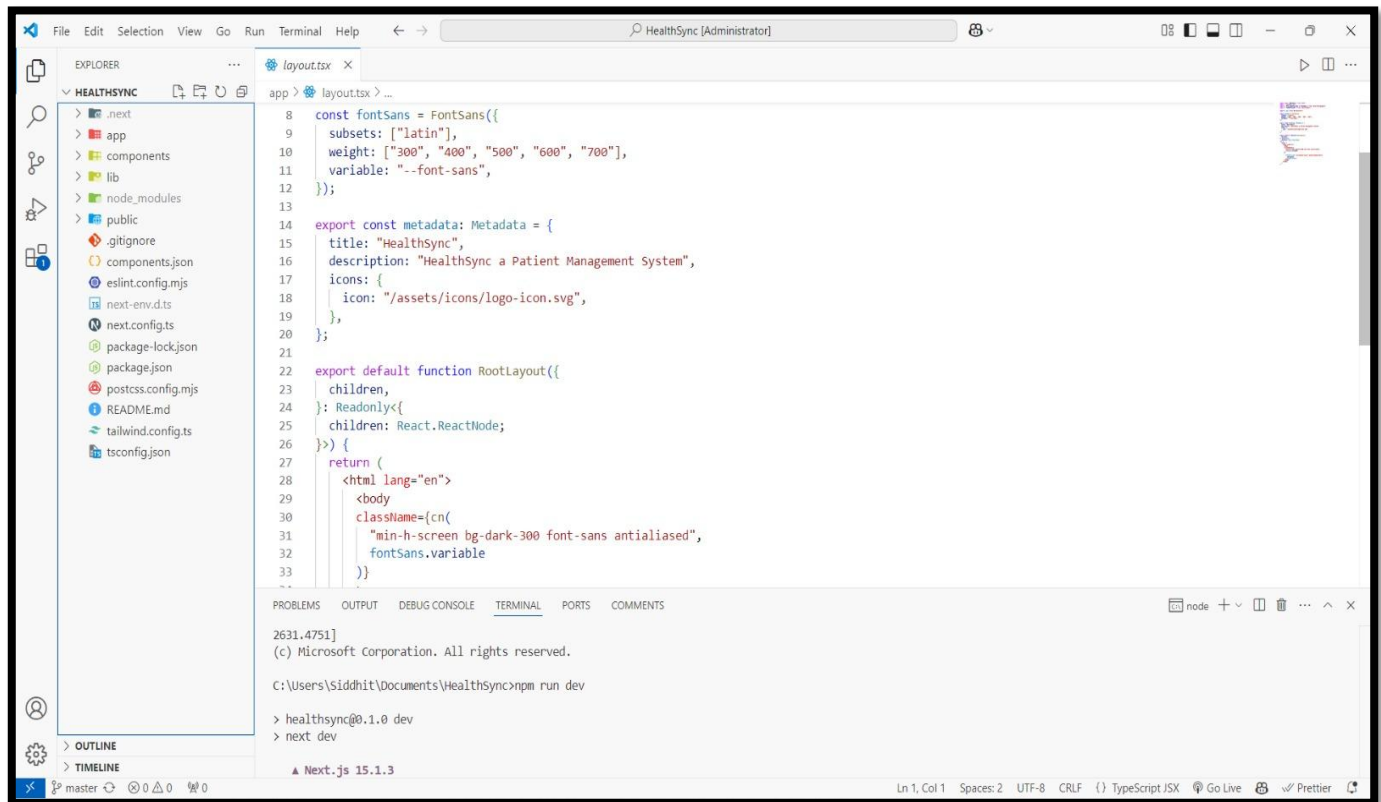 File Edit Selection View Go Run Terminal Help
HealthSync [Administrator]
EXPLORER
HEALTHSYNC
.next
app
components
lib
node_modules
public
.gitignore
components.json
eslint.config.mjs
next-env.d.ts
next.config.ts
package-lock.json
package.json
postcss.config.mjs
README.md
tailwind.config.ts
tsconfig.json
OUTLINE
TIMELINE
layout.tsx
app > layout.tsx > ...
8 const fontSans = FontSans({
9 subsets: ["latin"],
10 weight: ["300", "400", "500", "600", "700"],
11 variable: "--font-sans",
12 });
13
14 export const metadata: Metadata = {
15 title: "HealthSync",
16 description: "HealthSync a Patient Management System",
17 icons: {
18 icon: "/assets/icons/logo-icon.svg",
19 },
20 };
21
22 export default function RootLayout({
23 children,
24 }: Readonly<{
25 children: React.ReactNode;
26 }>) {
27 return (
28 <html lang="en">
29 <body
30 className={cn(
31 "min-h-screen bg-dark-300 font-sans antialiased",
32 fontSans.variable
33 )}
PROBLEMS OUTPUT DEBUG CONSOLE TERMINAL PORTS COMMENTS
node
2631.4751]
(c) Microsoft Corporation. All rights reserved.
C:\Users\Siddhit\Documents\HealthSync>npm run dev
> healthsync@0.1.0 dev
> next dev
▲ Next.js 15.1.3
master 0 0 0
Ln 1, Col 1 Spaces: 2 UTF-8 CRLF {} TypeScript JSX Go Live Prettier